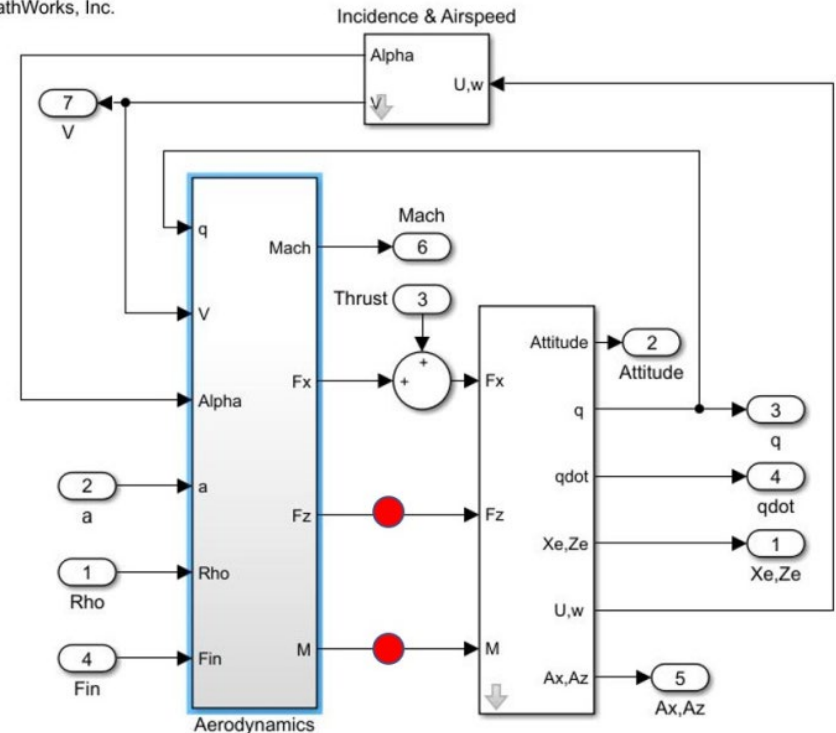 athWorks, Inc.
Incidence & Airspeed
Alpha
U,w
V
7
V
q
Mach
Mach
6
Thrust
3
V
+
+
Fx
Fx
Alpha
Attitude
2
Attitude
q
3
q
2
a
a
qdot
4
qdot
Fz
Fz
1
Rho
Rho
Xe,Ze
1
Xe,Ze
U,w
4
Fin
Fin
M
M
Ax,Az
5
Ax,Az
Aerodynamics